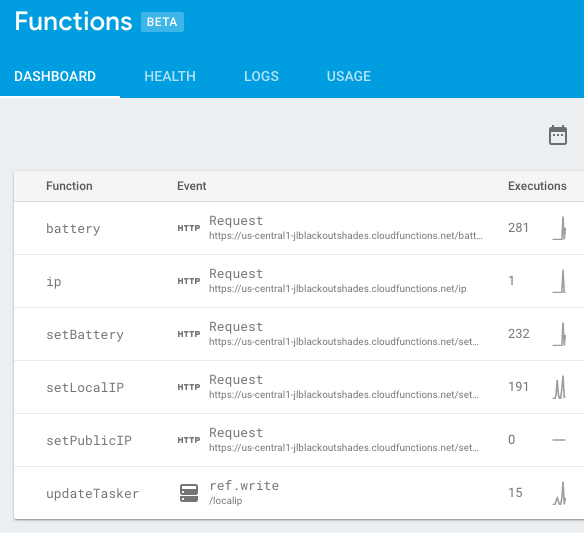 Functions BETA
DASHBOARD HEALTH LOGS USAGE
Function Event Executions
battery HTTP Request 281
https://us-central1-jlblackoutshades.cloudfunctions.net/batt...
ip HTTP Request 1
https://us-central1-jlblackoutshades.cloudfunctions.net/ip
setBattery HTTP Request 232
https://us-central1-jlblackoutshades.cloudfunctions.net/set...
setLocalIP HTTP Request 191
https://us-central1-jlblackoutshades.cloudfunctions.net/set...
setPublicIP HTTP Request 0
https://us-central1-jlblackoutshades.cloudfunctions.net/set...
updateTasker ref.write 15
/localip